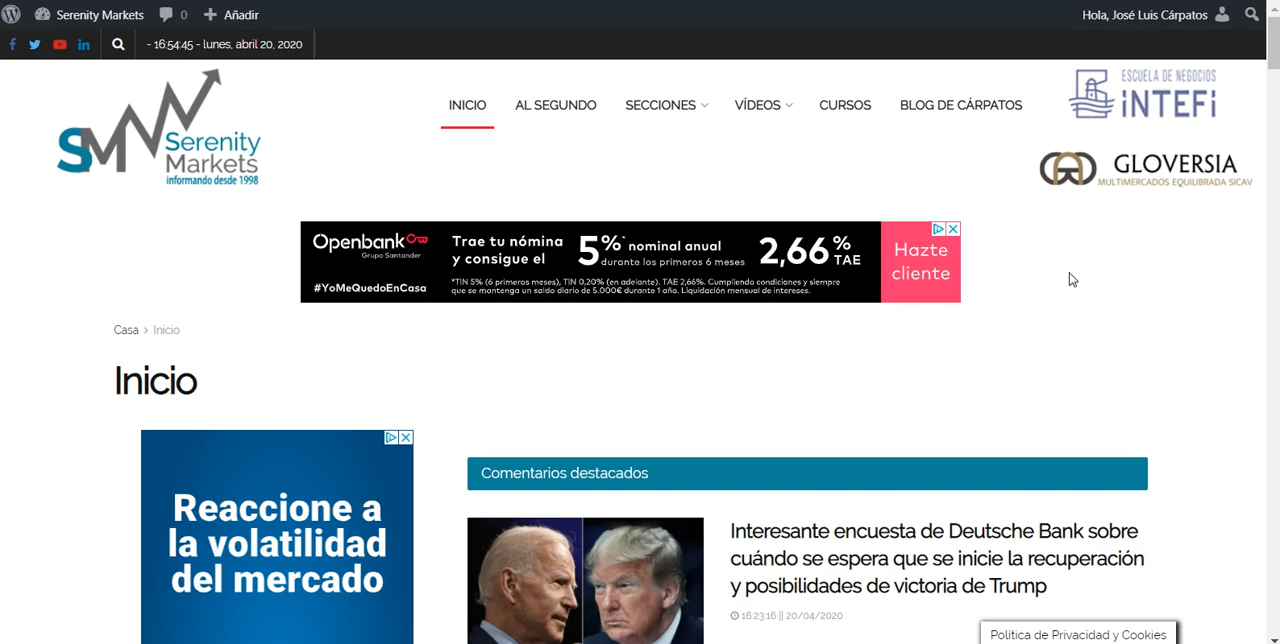 Serenity Markets 0 Añadir Hola, José Luis Cárpatos
- 16:54:45 - lunes, abril 20, 2020
SM Serenity
Markets
informando desde 1998
INICIO AL SEGUNDO SECCIONES VÍDEOS CURSOS BLOG DE CÁRPATOS
ESCUELA DE NEGOCIOS
iNTEFi
GLOVERSIA
MULTIMERCADOS EQUILIBRADA SICAV
Openbank
Grupo Santander
#YoMeQuedoEnCasa
Trae tu nómina
y consigue el
5%* nominal anual
durante los primeros 6 meses
2,66% TAE
*TIN 5% (6 primeros meses), TIN 0,20% (en adelante). TAE 2,66%. Cumpliendo condiciones y siempre
que se mantenga un saldo diario de 5.000€ durante 1 año. Liquidación mensual de intereses.
Hazte
cliente
Casa > Inicio
Inicio
Reaccione a
la volatilidad
del mercado
Comentarios destacados
Interesante encuesta de Deutsche Bank sobre
cuándo se espera que se inicie la recuperación
y posibilidades de victoria de Trump
16:23:16 || 20/04/2020
Política de Privacidad y Cookies